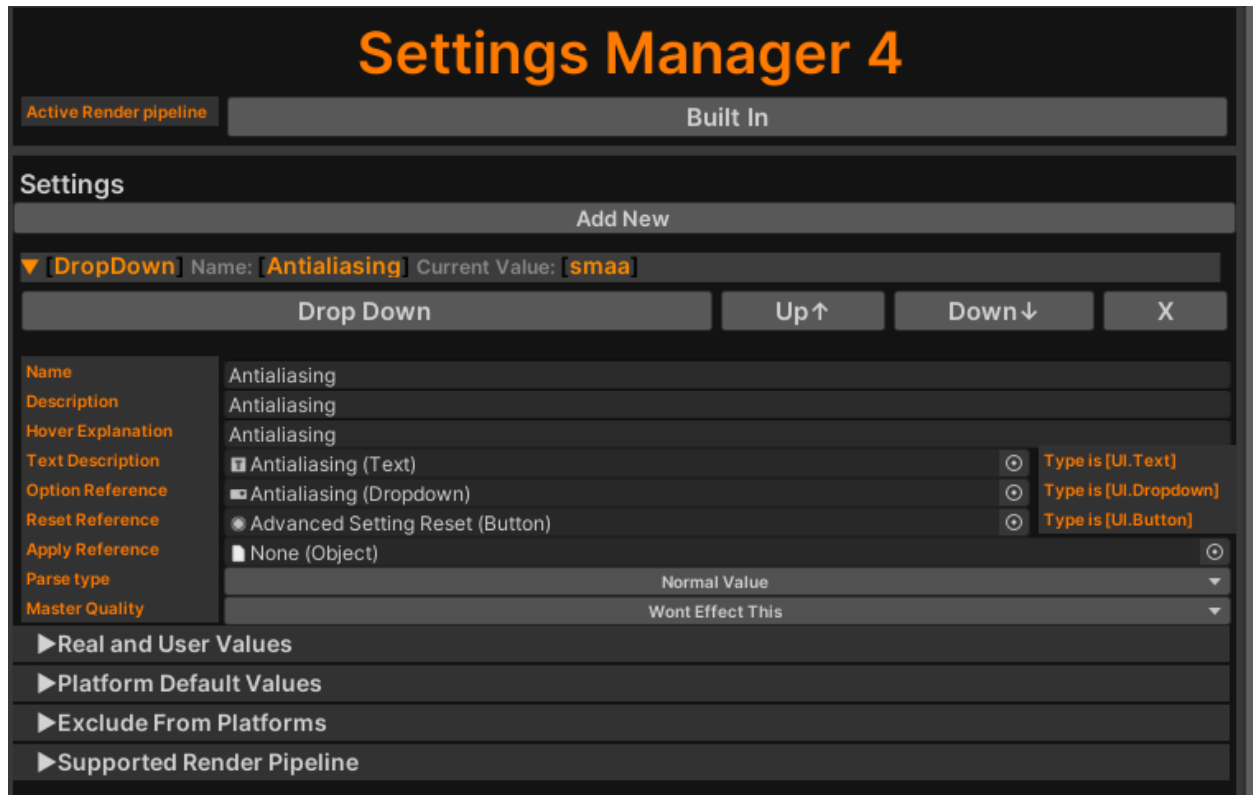 Settings Manager 4
Active Render pipeline Built In
Settings
Add New
▼ [DropDown] Name: [Antialiasing] Current Value: [smaa]
Drop Down Up↑ Down↓ X
Name Antialiasing
Description Antialiasing
Hover Explanation Antialiasing
Text Description Antialiasing (Text) Type is [UI.Text]
Option Reference Antialiasing (Dropdown) Type is [UI.Dropdown]
Reset Reference Advanced Setting Reset (Button) Type is [UI.Button]
Apply Reference None (Object)
Parse type Normal Value
Master Quality Wont Effect This
▶Real and User Values
▶Platform Default Values
▶Exclude From Platforms
▶Supported Render Pipeline